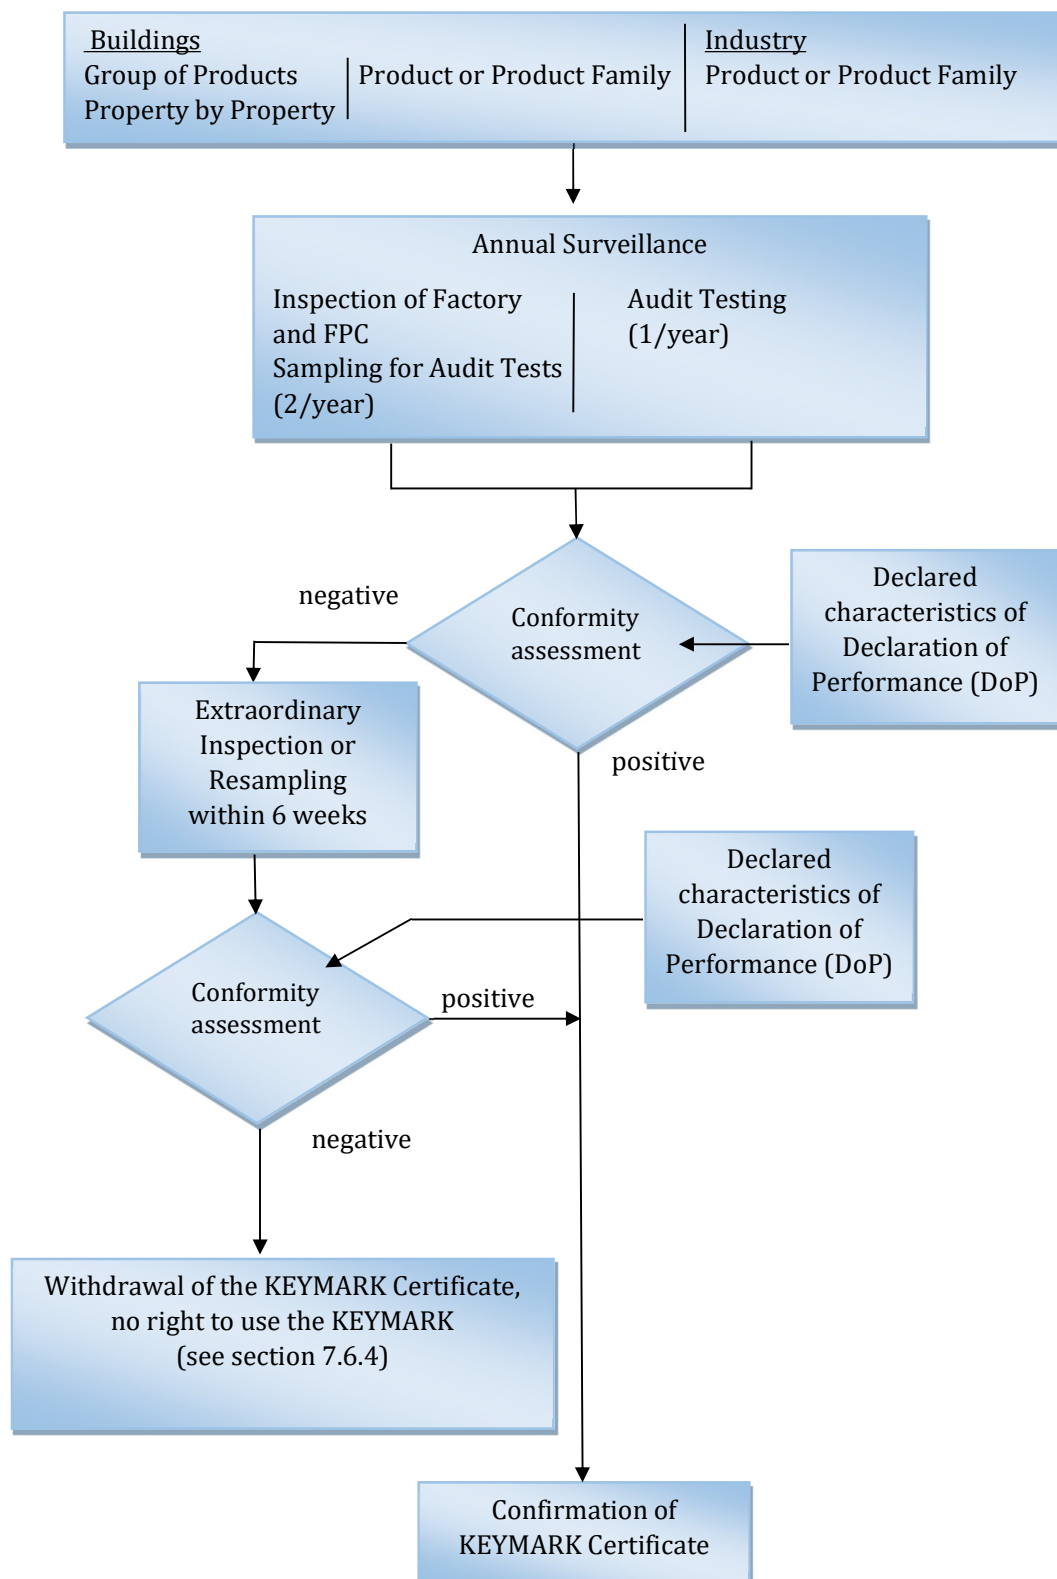 Buildings
Group of Products
Property by Property
Product or Product Family
Industry
Product or Product Family
Annual Surveillance
Inspection of Factory
and FPC
Sampling for Audit Tests
(2/year)
Audit Testing
(1/year)
Conformity
assessment
negative
Declared
characteristics of
Declaration of
Performance (DoP)
positive
Extraordinary
Inspection or
Resampling
within 6 weeks
Declared
characteristics of
Declaration of
Performance (DoP)
Conformity
assessment
positive
negative
Withdrawal of the KEYMARK Certificate,
no right to use the KEYMARK
(see section 7.6.4)
Confirmation of
KEYMARK Certificate